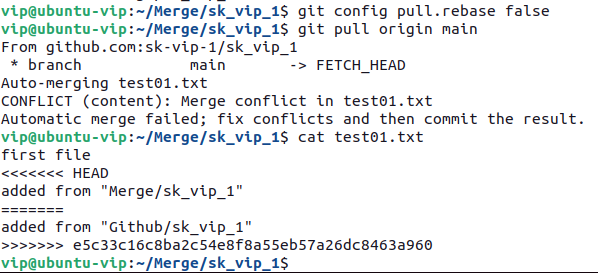 vip@ubuntu-vip:~/Merge/sk_vip_1$ git config pull.rebase false
vip@ubuntu-vip:~/Merge/sk_vip_1$ git pull origin main
From github.com:sk-vip-1/sk_vip_1
 * branch            main       -> FETCH_HEAD
Auto-merging test01.txt
CONFLICT (content): Merge conflict in test01.txt
Automatic merge failed; fix conflicts and then commit the result.
vip@ubuntu-vip:~/Merge/sk_vip_1$ cat test01.txt
first file
<<<<<<< HEAD
added from "Merge/sk_vip_1"
=======
added from "Github/sk_vip_1"
>>>>>>> e5c33c16c8ba2c54e8f8a55eb57a26dc8463a960
vip@ubuntu-vip:~/Merge/sk_vip_1$